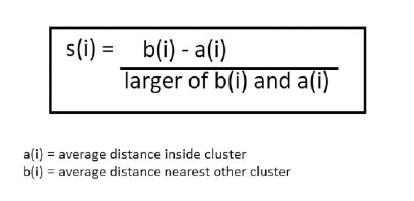 s(i) = b(i) - a(i)
larger of b(i) and a(i)
a(i) = average distance inside cluster
b(i) = average distance nearest other cluster